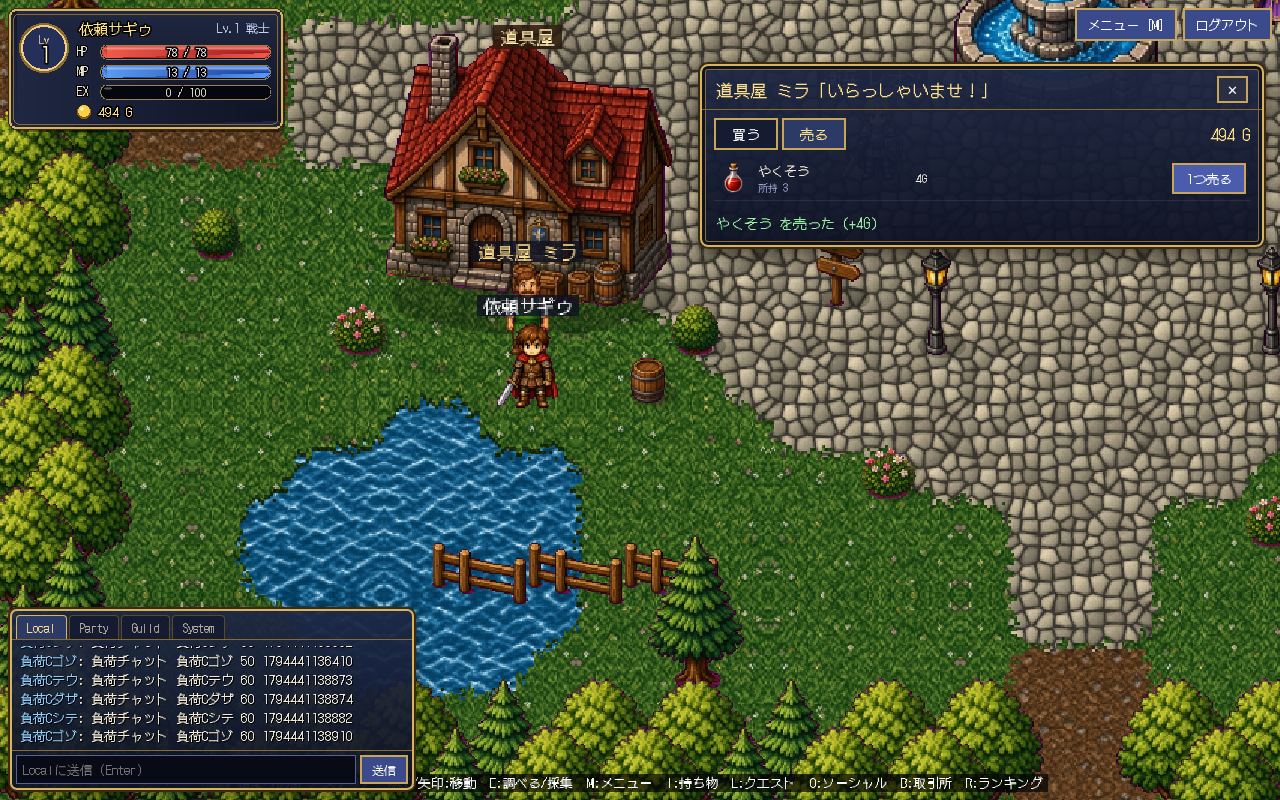 Lv
1
依頼サギゥ
Lv.1 戦士
HP 78 / 78
MP 13 / 13
EX 0 / 100
494 G
道具屋
メニュー [M]
ログアウト
道具屋 ミラ「いらっしゃいませ！」
×
買う
売る
494 G
やくそう
所持 3
4G
1つ売る
やくそう を売った (+4G)
道具屋 ミラ
依頼サギゥ
Local Party Guild System
負荷Cゴゾ: 負荷チャット 負荷Cゴゾ 50 1794441136410
負荷Cテウ: 負荷チャット 負荷Cテウ 60 1794441138873
負荷Cダザ: 負荷チャット 負荷Cダザ 60 1794441138874
負荷Cシテ: 負荷チャット 負荷Cシテ 60 1794441138882
負荷Cゴゾ: 負荷チャット 負荷Cゴゾ 60 1794441138910
Localに送信 (Enter)
送信
矢印:移動 E:調べる/採集 M:メニュー I:持ち物 L:クエスト O:ソーシャル B:取引所 R:ランキング